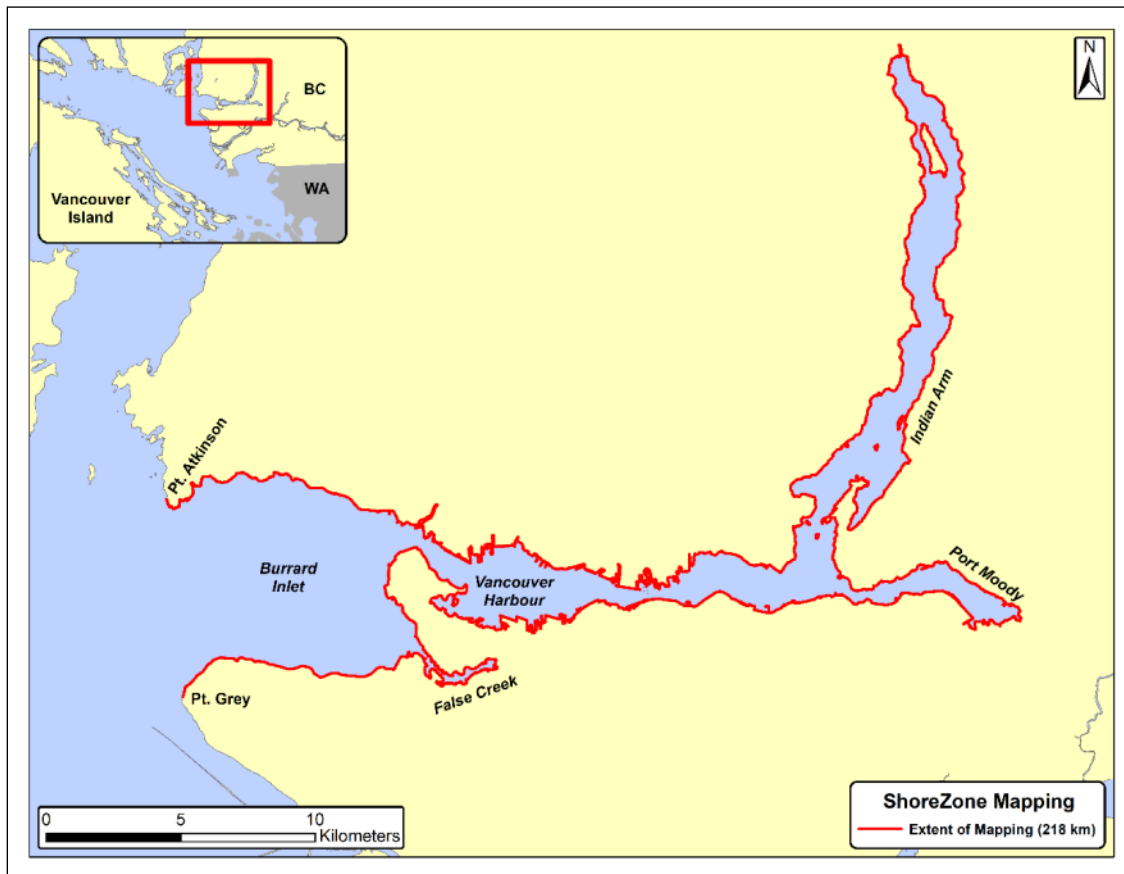 BC
WA
Vancouver
Island
N
Pt. Atkinson
Indian Arm
Burrard
Inlet
Vancouver
Harbour
Port Moody
Pt. Grey
False Creek
0 5 10
Kilometers
ShoreZone Mapping
Extent of Mapping (218 km)